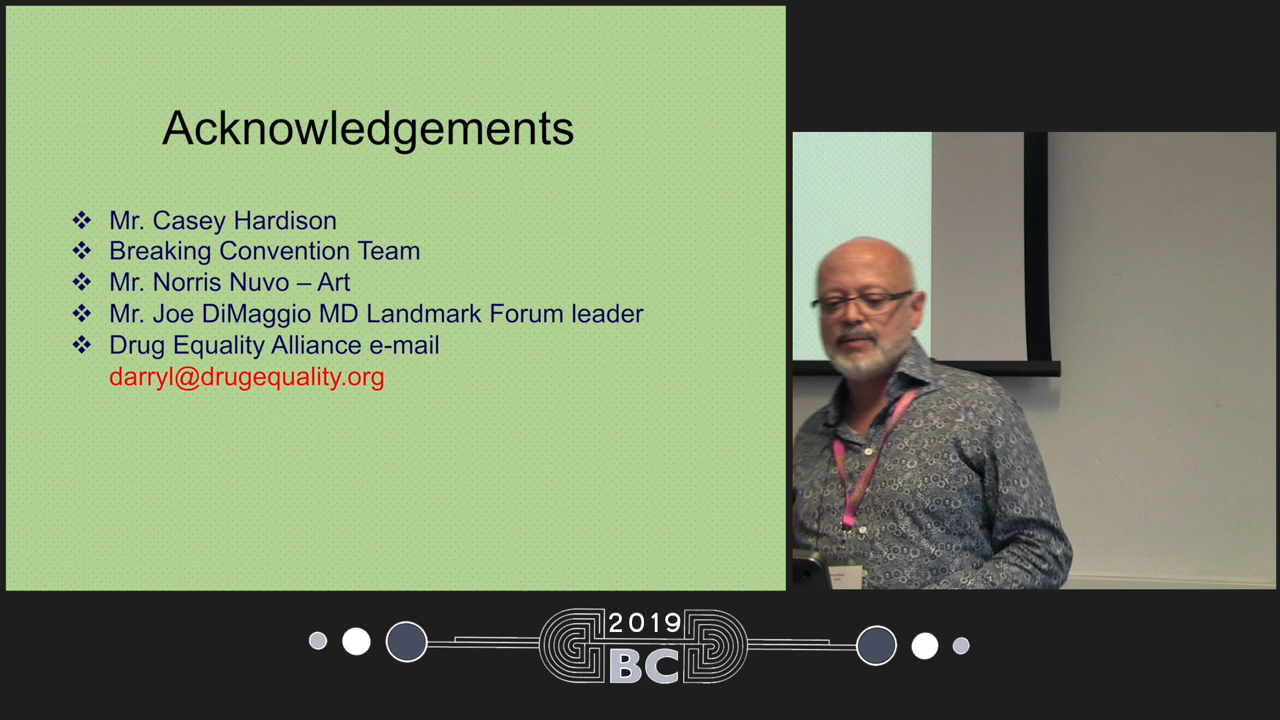 Acknowledgements
❖ Mr. Casey Hardison
❖ Breaking Convention Team
❖ Mr. Norris Nuvo – Art
❖ Mr. Joe DiMaggio MD Landmark Forum leader
❖ Drug Equality Alliance e-mail
darryl@drugequality.org
2019
BC